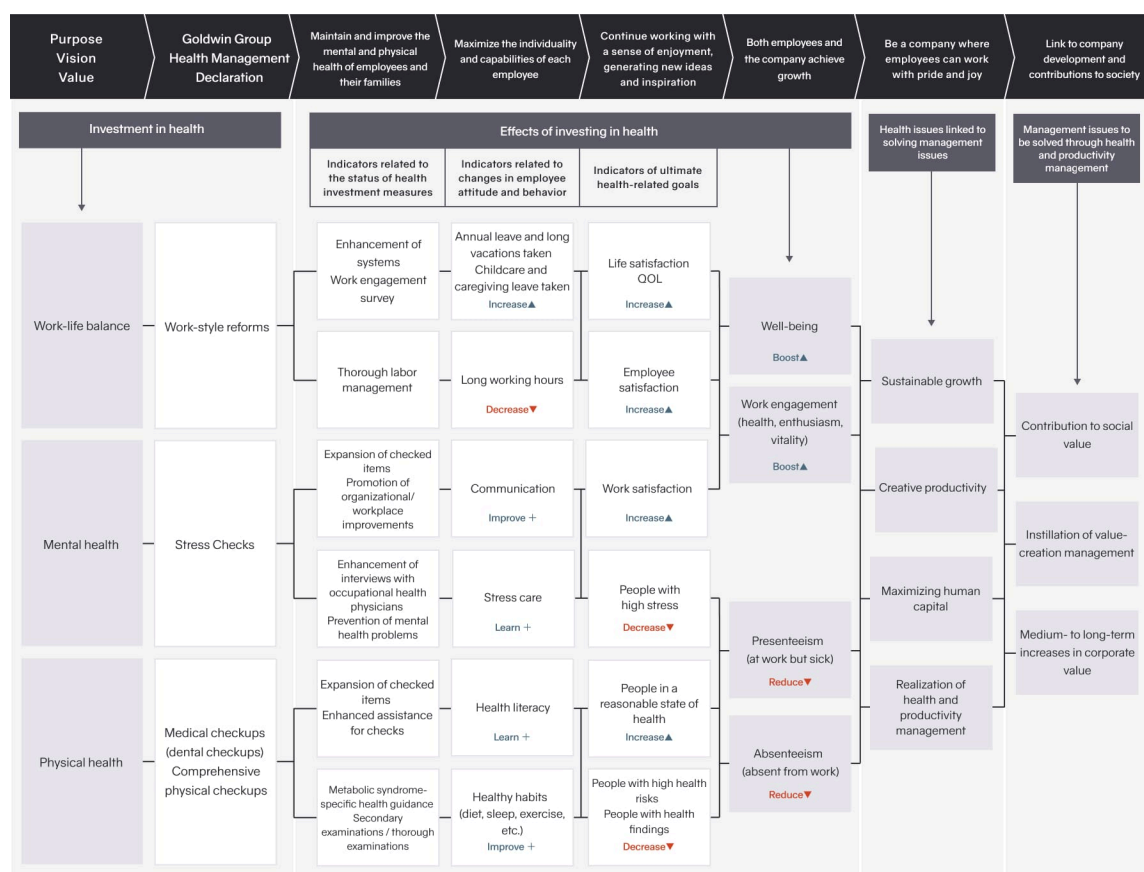 Purpose
Vision
Value
Goldwin Group
Health Management
Declaration
Maintain and improve the
mental and physical
health of employees and
their families
Maximize the individuality
and capabilities of each
employee
Continue working with
a sense of enjoyment,
generating new ideas
and inspiration
Both employees and
the company achieve
growth
Be a company where
employees can work
with pride and joy
Link to company
development and
contributions to society
Investment in health
Effects of investing in health
Health issues linked to
solving management
issues
Management issues to
be solved through health
and productivity
management
Indicators related to
the status of health
investment measures
Indicators related to
changes in employee
attitude and behavior
Indicators of ultimate
health-related goals
Work-life balance
Work-style reforms
Enhancement of
systems
Work engagement
survey
Annual leave and long
vacations taken
Childcare and
caregiving leave taken
Increase▲
Life satisfaction
QOL
Increase▲
Thorough labor
management
Long working hours
Decrease▼
Employee
satisfaction
Increase▲
Mental health
Stress Checks
Expansion of checked
items
Promotion of
organizational/
workplace
improvements
Communication
Improve +
Work satisfaction
Increase▲
Enhancement of
interviews with
occupational health
physicians
Prevention of mental
health problems
Stress care
Learn +
People with
high stress
Decrease▼
Physical health
Medical checkups
(dental checkups)
Comprehensive
physical checkups
Expansion of checked
items
Enhanced assistance
for checks
Health literacy
Learn +
People in a
reasonable state of
health
Increase▲
Metabolic syndrome-
specific health guidance
Secondary
examinations / thorough
examinations
Healthy habits
(diet, sleep, exercise,
etc.)
Improve +
People with high health
risks
People with health
findings
Decrease▼
Well-being
Boost▲
Work engagement
(health, enthusiasm,
vitality)
Boost▲
Presenteeism
(at work but sick)
Reduce▼
Absenteeism
(absent from work)
Reduce▼
Sustainable growth
Creative productivity
Maximizing human
capital
Realization of
health and
productivity
management
Contribution to social
value
Instillation of value-
creation management
Medium- to long-term
increases in corporate
value